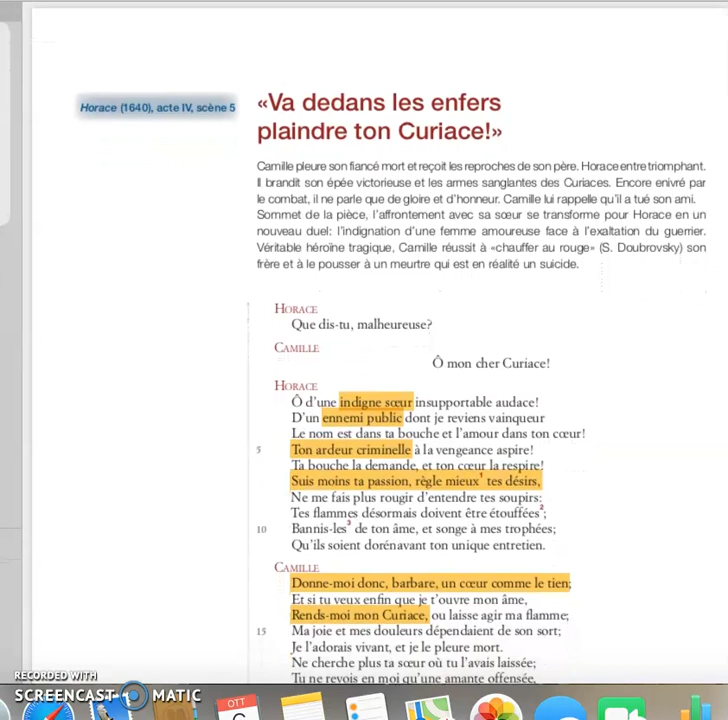 Horace (1640), acte IV, scène 5
«Va dedans les enfers
plaindre ton Curiace!»
Camille pleure son fiancé mort et reçoit les reproches de son père. Horace entre triomphant.
Il brandit son épée victorieuse et les armes sanglantes des Curiaces. Encore enivré par
le combat, il ne parle que de gloire et d'honneur. Camille lui rappelle qu'il a tué son ami.
Sommet de la pièce, l'affrontement avec sa sœur se transforme pour Horace en un
nouveau duel: l'indignation d'une femme amoureuse face à l'exaltation du guerrier.
Véritable héroïne tragique, Camille réussit à «chauffer au rouge» (S. Doubrovsky) son
frère et à le pousser à un meurtre qui est en réalité un suicide.
HORACE
Que dis-tu, malheureuse?
CAMILLE
Ô mon cher Curiace!
HORACE
Ô d'une indigne sœur insupportable audace!
D'un ennemi public dont je reviens vainqueur
Le nom est dans ta bouche et l'amour dans ton cœur!
5 Ton ardeur criminelle à la vengeance aspire!
Ta bouche la demande, et ton cœur la respire!
Suis moins ta passion, règle mieux¹ tes désirs,
Ne me fais plus rougir d'entendre tes soupirs:
Tes flammes désormais doivent être étouffées²;
10 Bannis-les³ de ton âme, et songe à mes trophées;
Qu'ils soient dorénavant ton unique entretien.
CAMILLE
Donne-moi donc, barbare, un cœur comme le tien;
Et si tu veux enfin que je t'ouvre mon âme,
Rends-moi mon Curiace, ou laisse agir ma flamme;
15 Ma joie et mes douleurs dépendaient de son sort;
Je l'adorais vivant, et je le pleure mort.
Ne cherche plus ta sœur où tu l'avais laissée;
Tu ne revois en moi qu'une amante offensée,
RECORDED WITH
SCREENCAST-O-MATIC
OTT